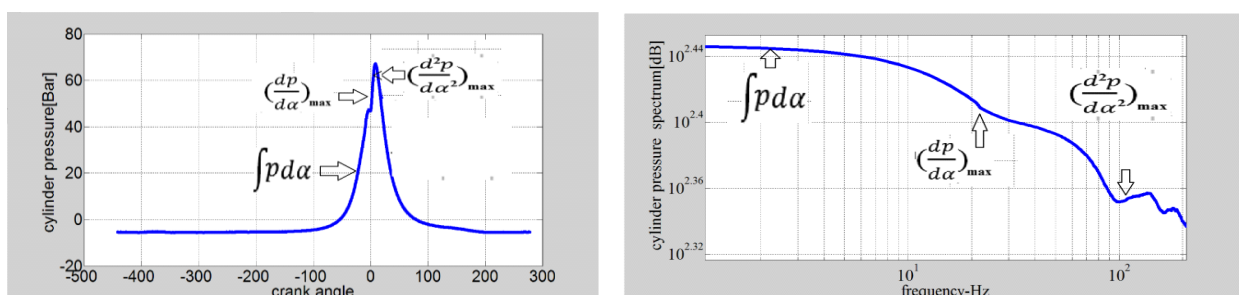 80
60
40
20
0
-20
-500 -400 -300 -200 -100 0 100 200 300
crank angle
cylinder pressure[Bar]
(dp/dα)max
(d²p/dα²)max
∫pdα
10^2.44
10^2.4
10^2.36
10^2.32
10^1 10^2
frequency-Hz
cylinder pressure spectrum[dB]
∫pdα
(dp/dα)max
(d²p/dα²)max